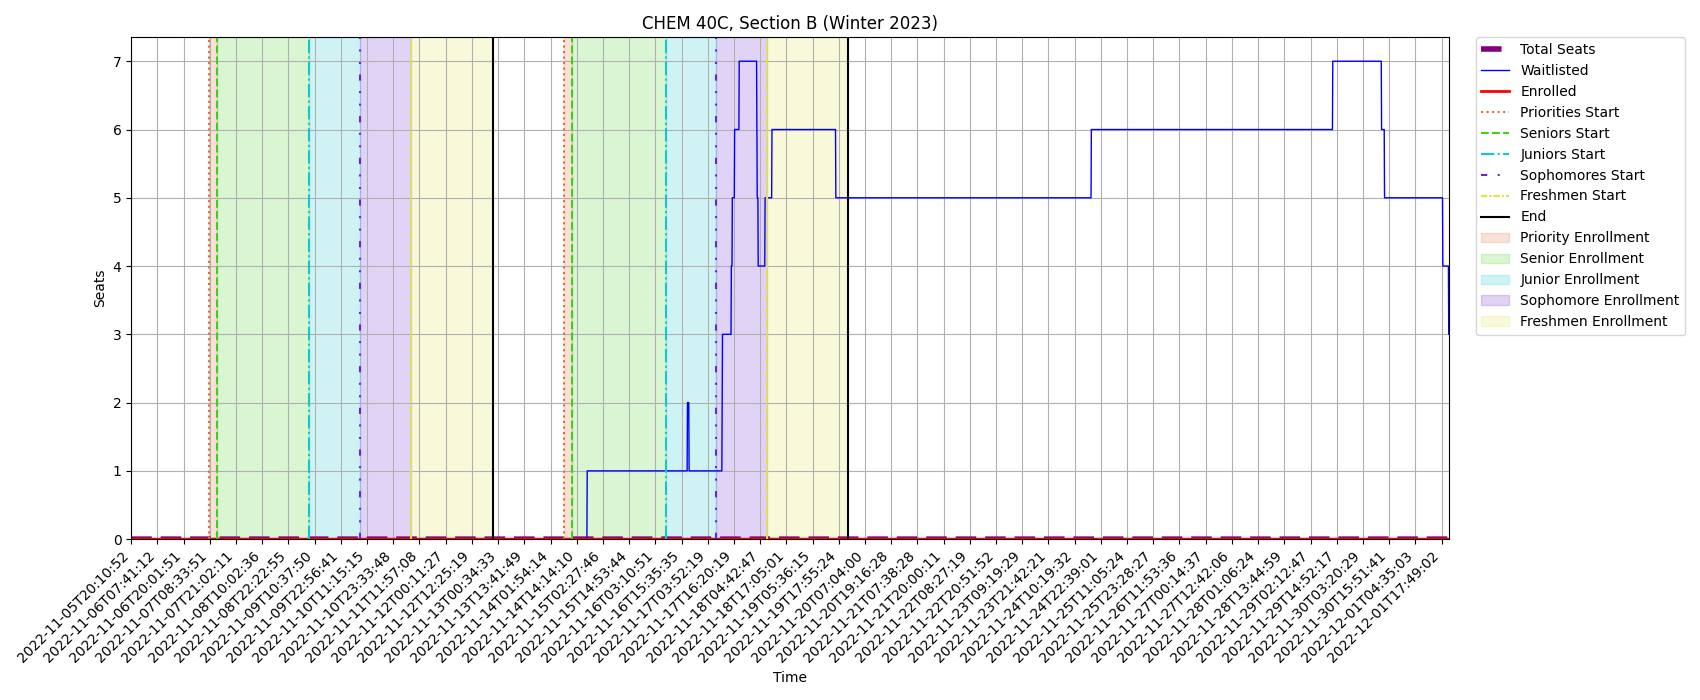 CHEM 40C, Section B (Winter 2023)
Seats
7
6
5
4
3
2
1
0
2022-11-05T20:10:52
2022-11-06T07:41:12
2022-11-06T20:01:51
2022-11-07T08:33:51
2022-11-07T21:02:11
2022-11-08T10:02:36
2022-11-08T22:22:55
2022-11-09T10:37:50
2022-11-09T22:56:41
2022-11-10T11:15:15
2022-11-10T23:33:48
2022-11-11T11:57:08
2022-11-12T00:11:27
2022-11-12T12:25:19
2022-11-13T00:34:33
2022-11-13T13:41:49
2022-11-14T01:54:14
2022-11-14T14:14:10
2022-11-15T02:27:46
2022-11-15T14:53:44
2022-11-16T03:10:51
2022-11-16T15:35:35
2022-11-17T03:52:19
2022-11-17T16:20:19
2022-11-18T04:42:47
2022-11-18T17:05:01
2022-11-19T05:36:15
2022-11-19T17:55:24
2022-11-20T07:04:00
2022-11-20T19:16:28
2022-11-21T07:38:28
2022-11-21T20:00:11
2022-11-22T08:27:19
2022-11-22T20:51:52
2022-11-23T09:19:29
2022-11-23T21:42:21
2022-11-24T10:19:32
2022-11-24T22:39:01
2022-11-25T11:05:24
2022-11-25T23:28:27
2022-11-26T11:53:36
2022-11-27T00:14:37
2022-11-27T12:42:06
2022-11-28T01:06:24
2022-11-28T13:44:59
2022-11-29T02:12:47
2022-11-29T14:52:17
2022-11-30T03:20:29
2022-11-30T15:51:41
2022-12-01T04:35:03
2022-12-01T17:49:02
Time
Total Seats
Waitlisted
Enrolled
Priorities Start
Seniors Start
Juniors Start
Sophomores Start
Freshmen Start
End
Priority Enrollment
Senior Enrollment
Junior Enrollment
Sophomore Enrollment
Freshmen Enrollment